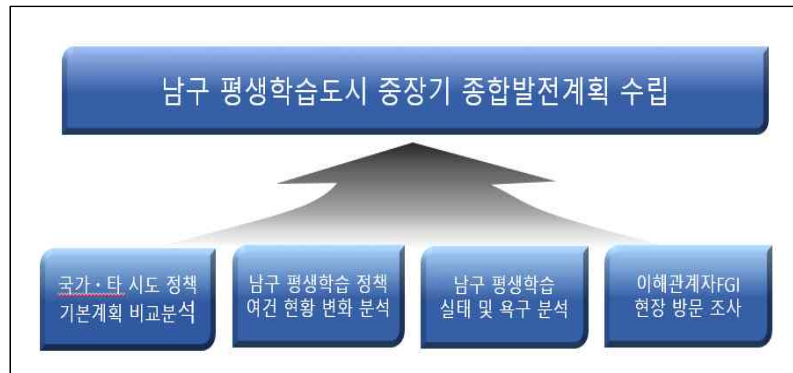 남구 평생학습도시 중장기 종합발전계획 수립
국가·타 시도 정책
기본계획 비교분석
남구 평생학습 정책
여건 현황 변화 분석
남구 평생학습
실태 및 욕구 분석
이해관계자FGI
현장 방문 조사